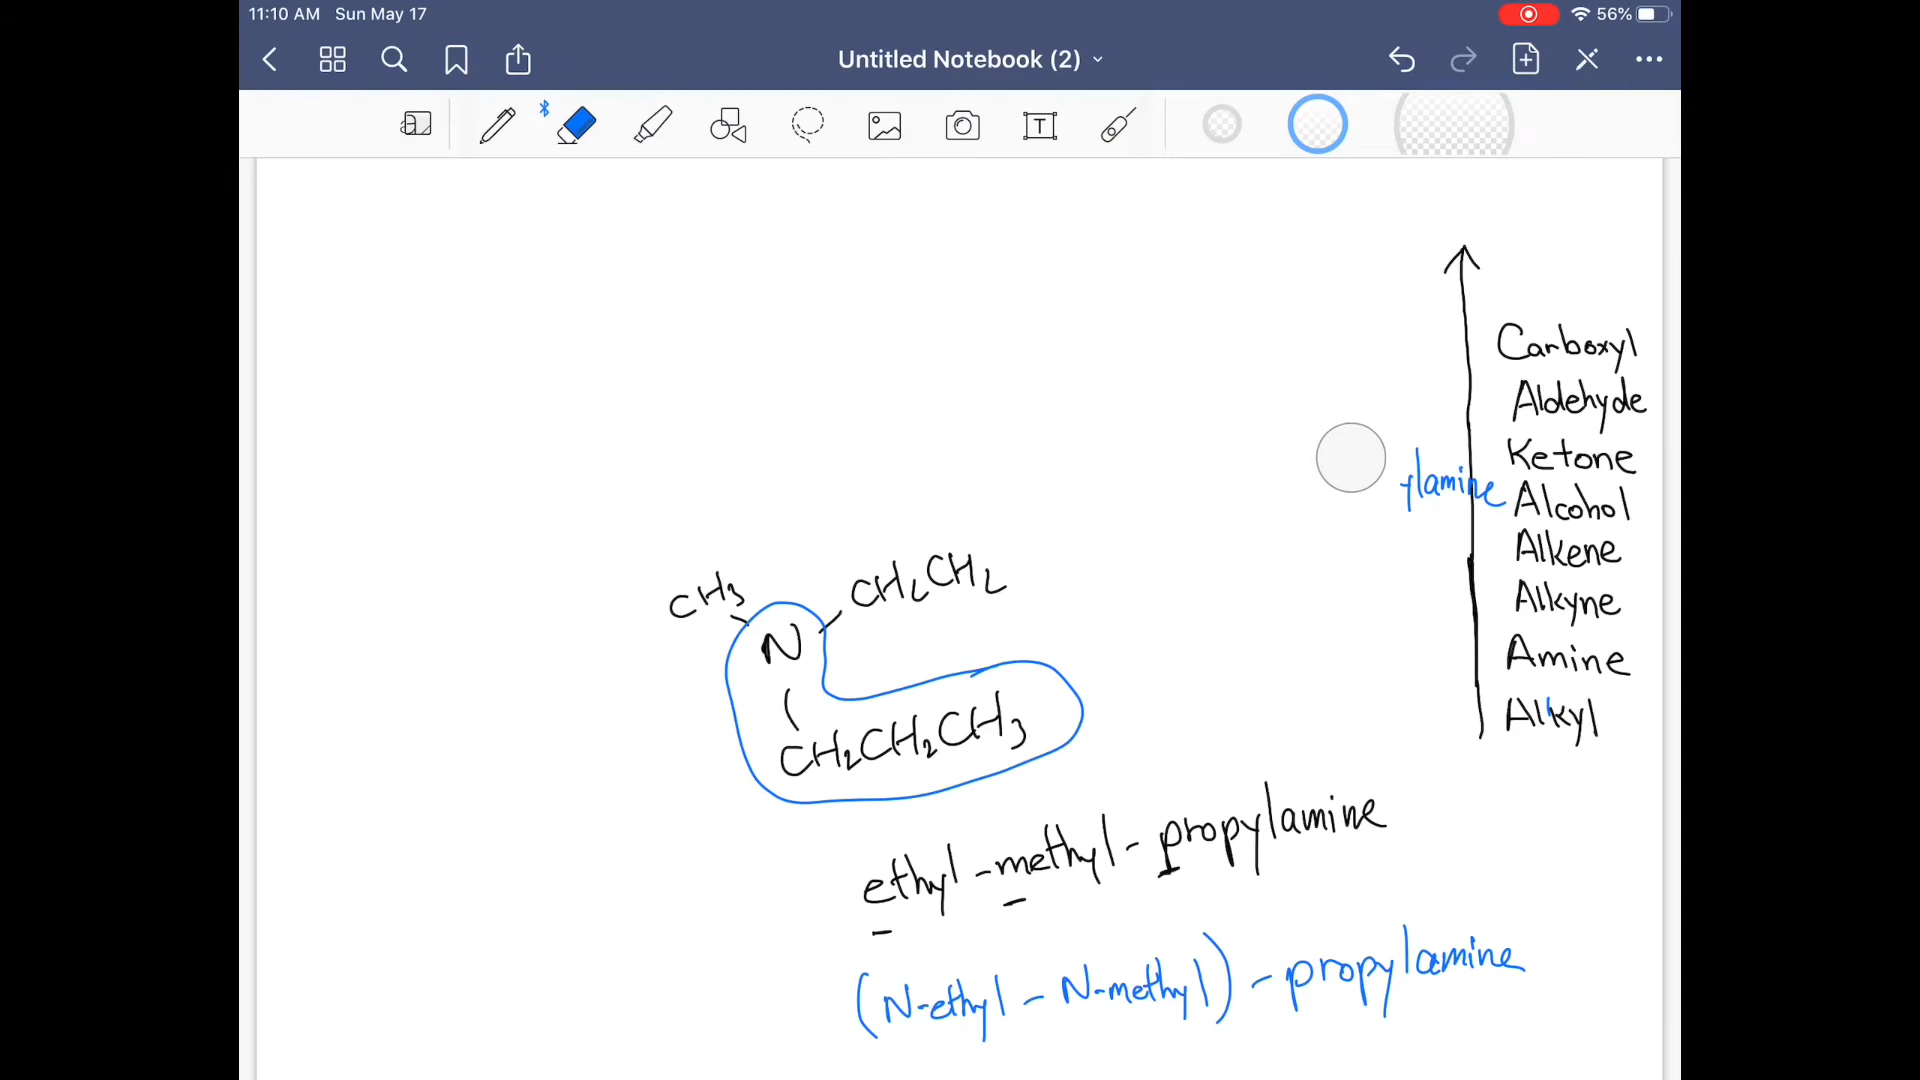 11:10 AM Sun May 17
56%
Untitled Notebook (2)
a
T
Carboxyl
Aldehyde
Ketone
ylamine
Alcohol
Alkene
Alkyne
Amine
Alkyl
CH3
CH2CH2
N
CH2CH2CH3
ethyl-methyl-propylamine
(N-ethyl-N-methyl)-propylamine